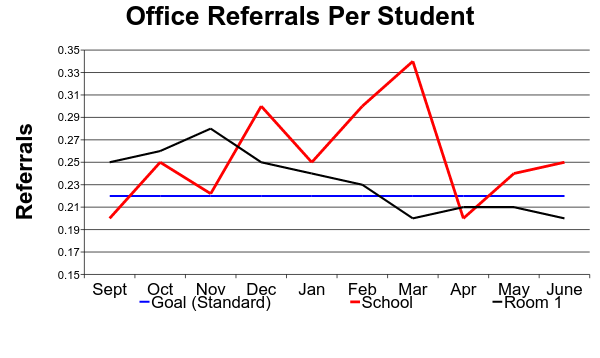 Office Referrals Per Student
Referrals
0.35
0.33
0.31
0.29
0.27
0.25
0.23
0.21
0.19
0.17
0.15
Sept Oct Nov Dec Jan Feb Mar Apr May June
Goal (Standard) School Room 1